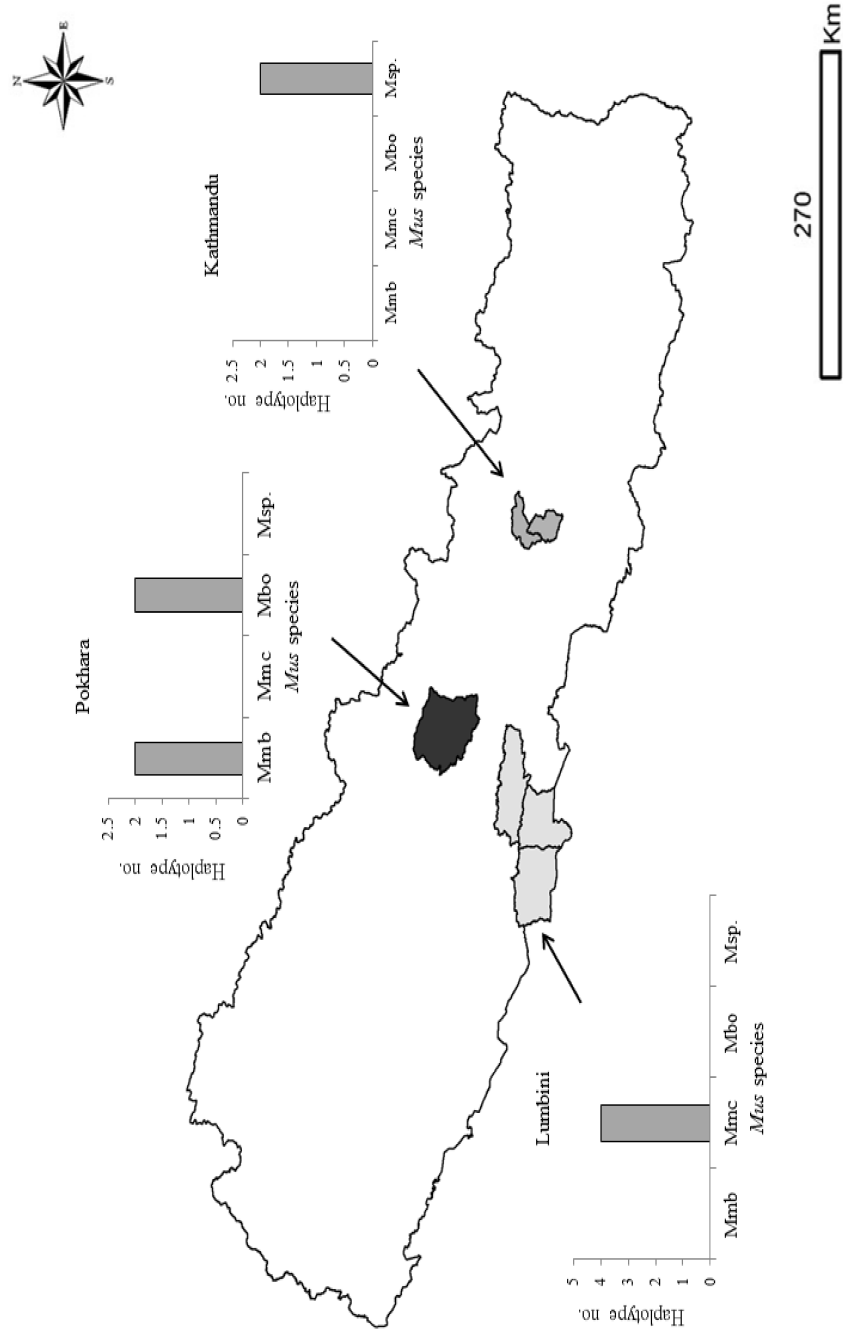 N
E
S
Kathmandu
2.5
2
1.5
1
0.5
0
Haplotype no.
Mmb Mmc Mbo Msp.
Mus species
Pokhara
2.5
2
1.5
1
0.5
0
Haplotype no.
Mmb Mmc Mbo Msp.
Mus species
Lumbini
5
4
3
2
1
0
Haplotype no.
Mmb Mmc Mbo Msp.
Mus species
270
Km